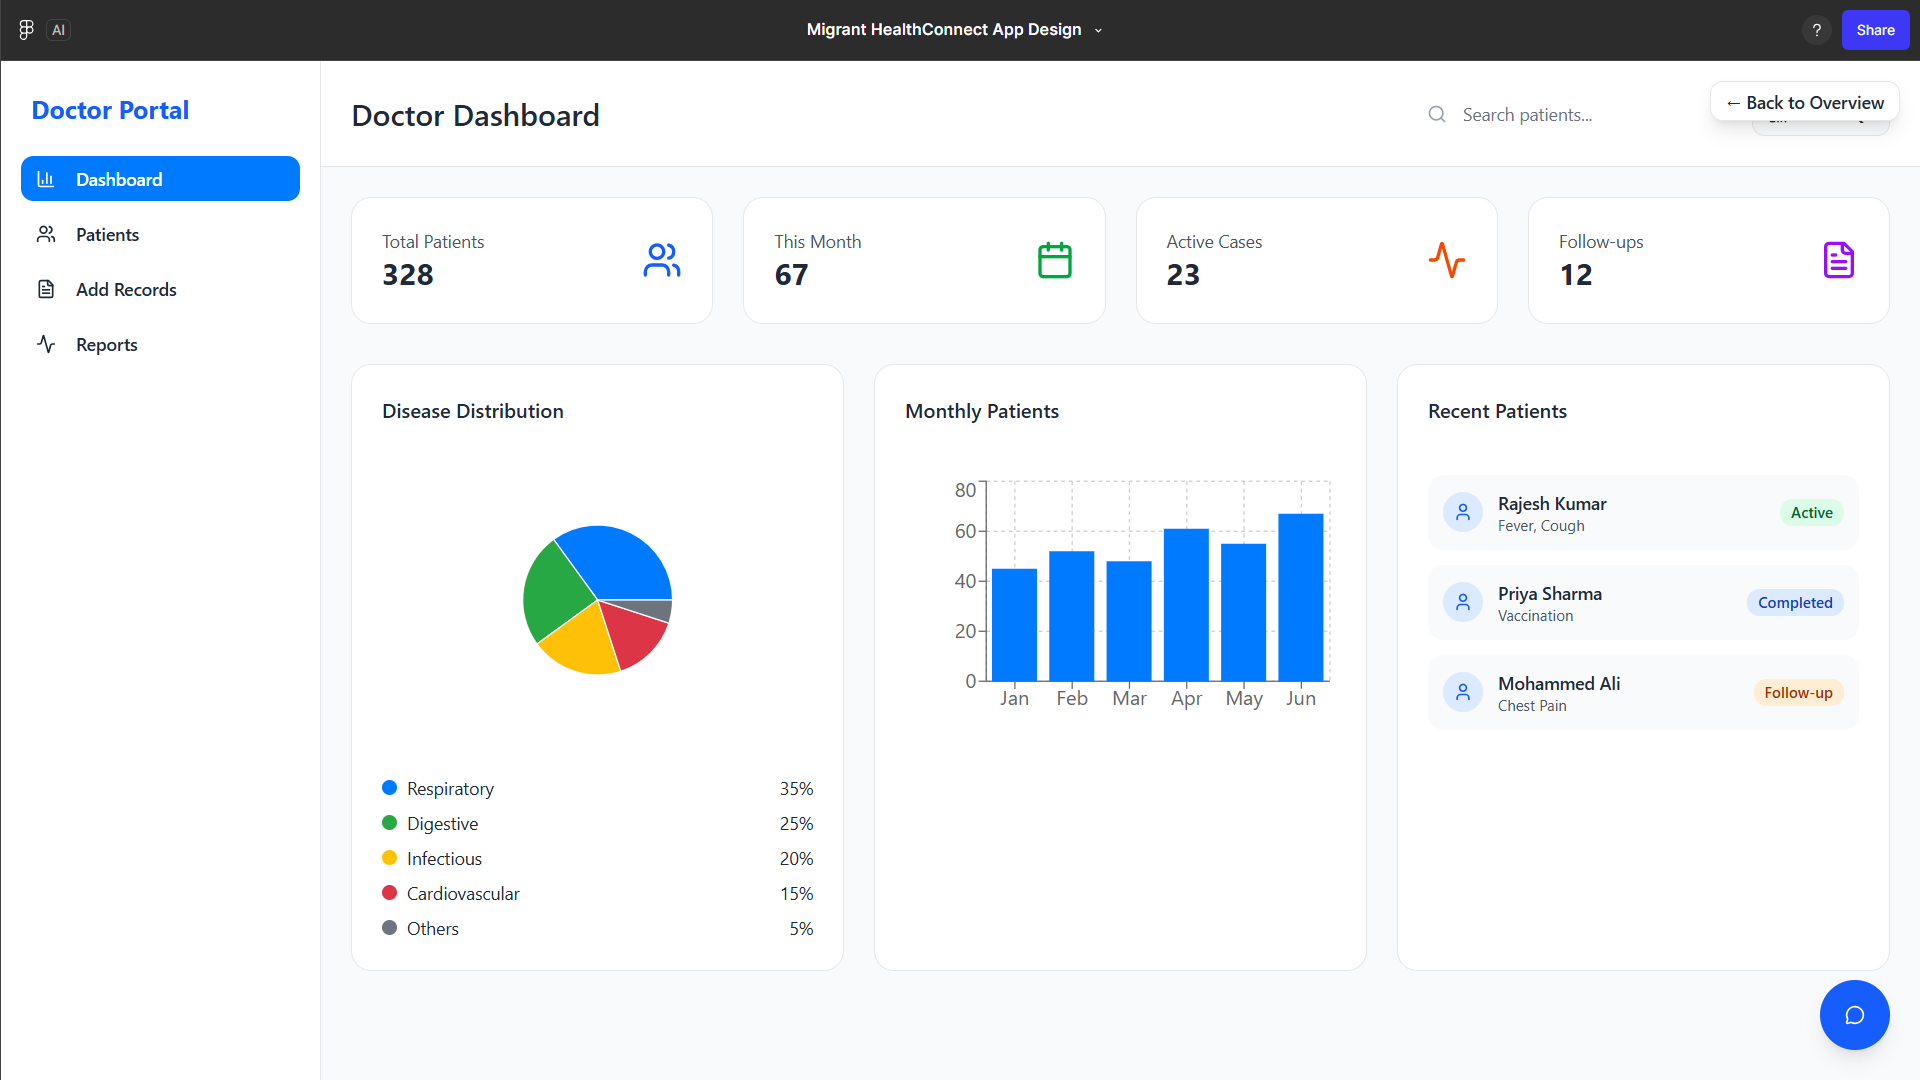 AI
Migrant HealthConnect App Design
?
Share
Doctor Portal
Dashboard
Patients
Add Records
Reports
Doctor Dashboard
Search patients...
← Back to Overview
Total Patients
328
This Month
67
Active Cases
23
Follow-ups
12
Disease Distribution
Respiratory 35%
Digestive 25%
Infectious 20%
Cardiovascular 15%
Others 5%
Monthly Patients
80
60
40
20
0
Jan Feb Mar Apr May Jun
Recent Patients
Rajesh Kumar
Fever, Cough
Active
Priya Sharma
Vaccination
Completed
Mohammed Ali
Chest Pain
Follow-up